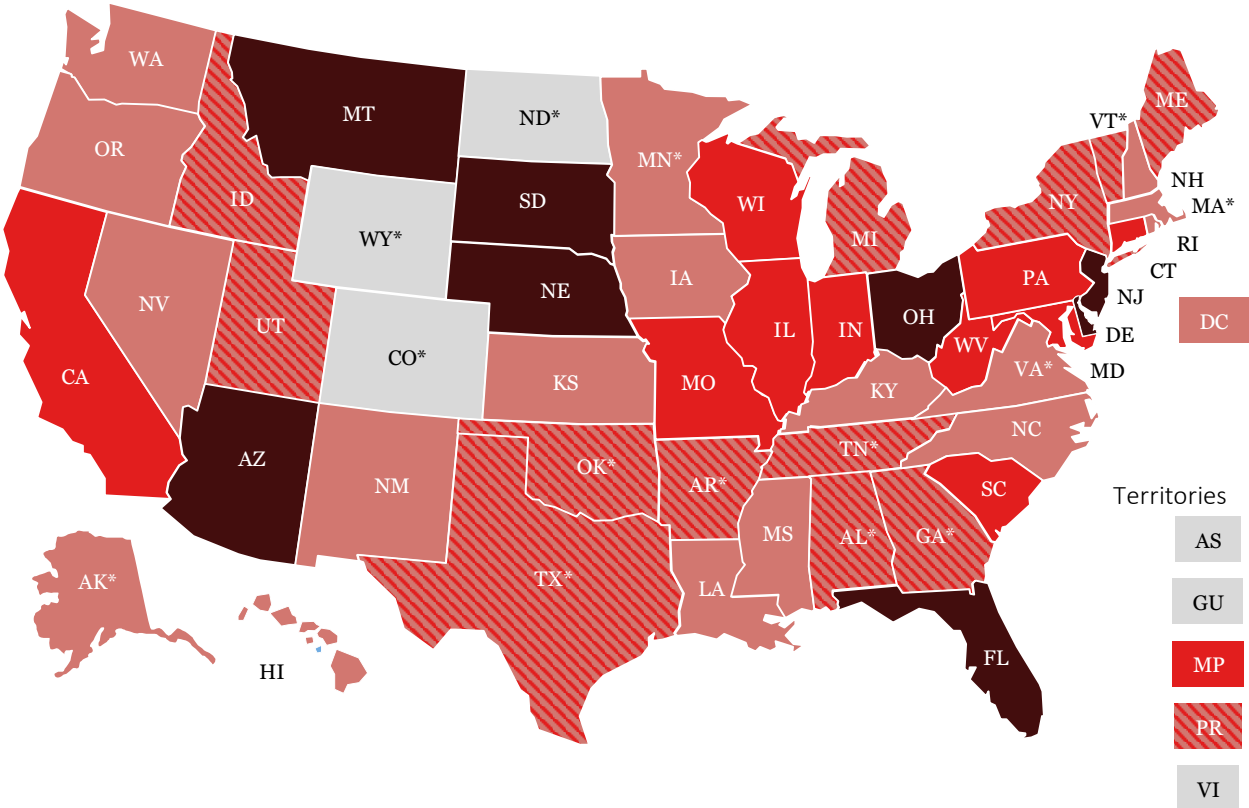 WA
MT
ND*
ME
VT*
OR
MN*
ID
SD
WI
NH
NY
MA*
WY*
MI
RI
PA
CT
IA
NE
NV
NJ
OH
DC
UT
IL
IN
DE
CO*
WV
MD
CA
KS
MO
VA*
KY
NC
AZ
TN*
OK*
NM
AR*
SC
Territories
MS
AL*
GA*
AS
TX*
AK*
LA
GU
FL
HI
MP
PR
VI